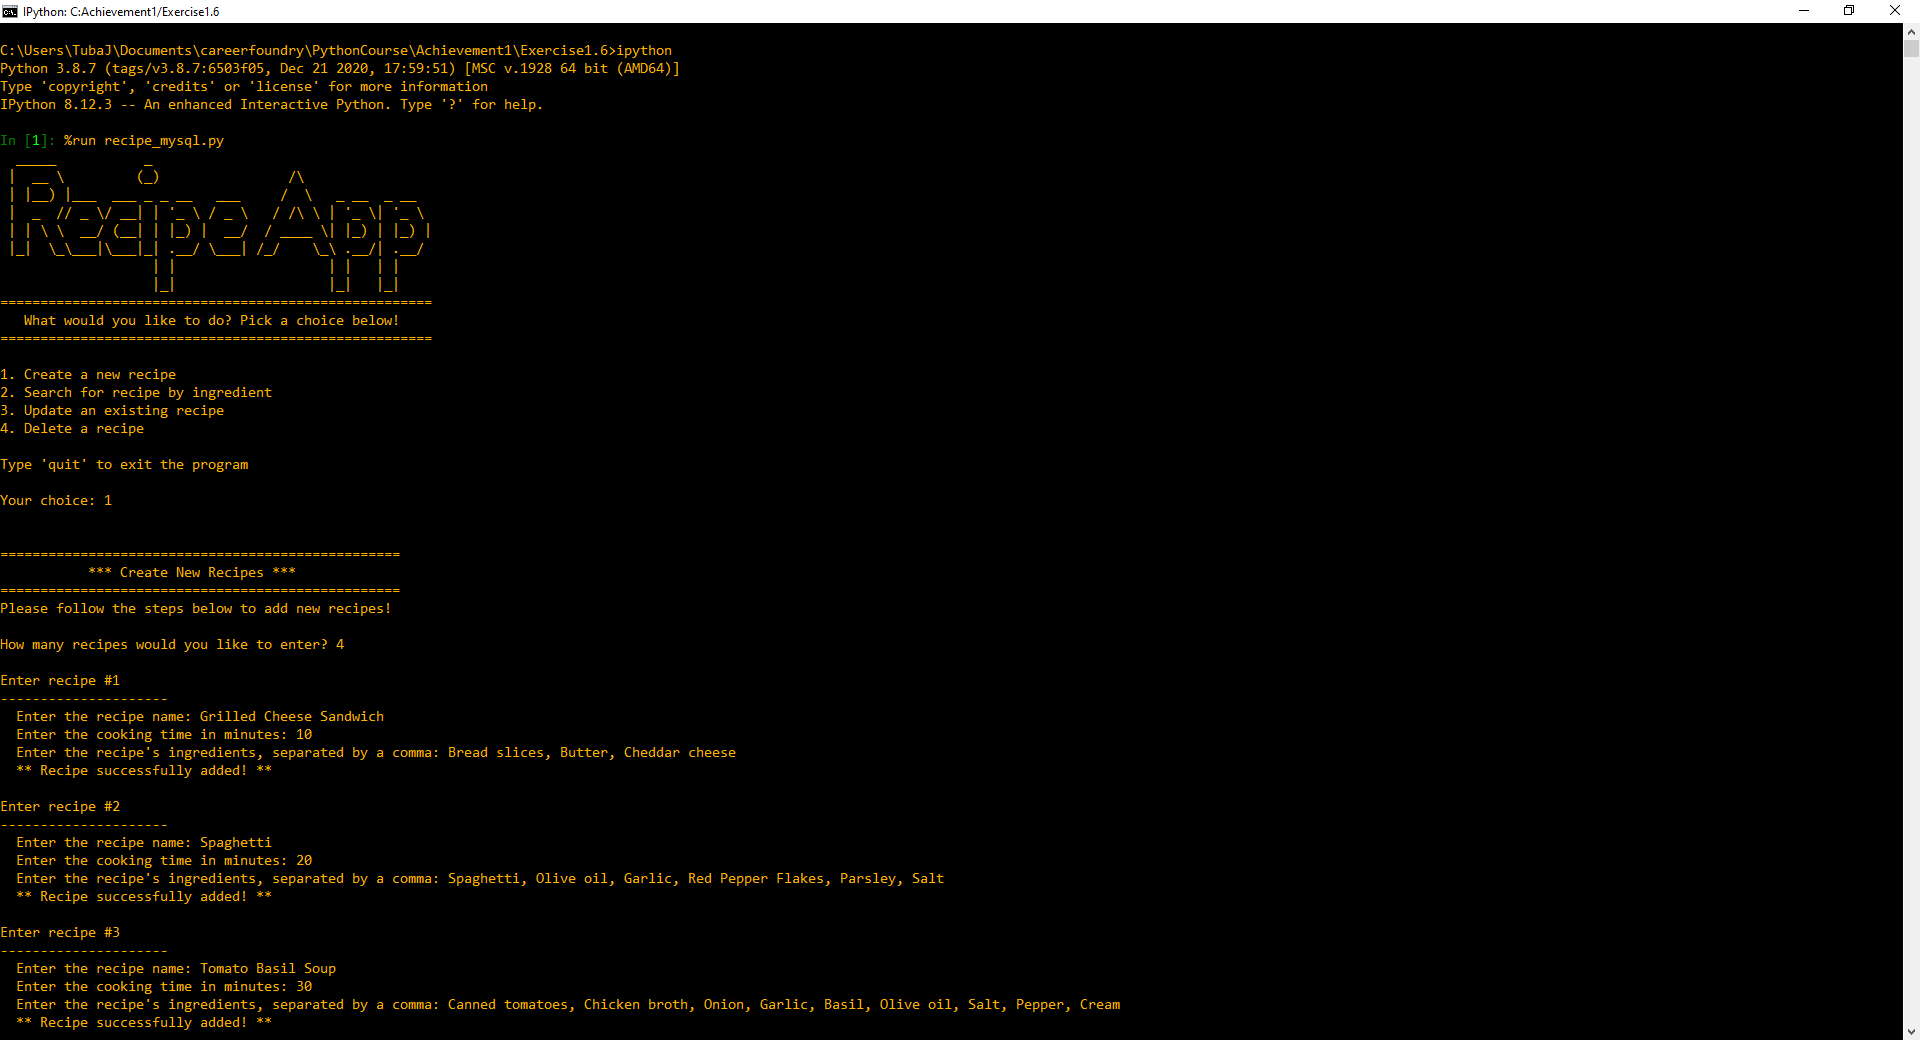 IPython: C:Achievement1/Exercise1.6
C:\Users\TubaJ\Documents\careerfoundry\PythonCourse\Achievement1\Exercise1.6>ipython
Python 3.8.7 (tags/v3.8.7:6503f05, Dec 21 2020, 17:59:51) [MSC v.1928 64 bit (AMD64)]
Type 'copyright', 'credits' or 'license' for more information
IPython 8.12.3 -- An enhanced Interactive Python. Type '?' for help.
In [1]: %run recipe_mysql.py
Recipe App
======================================================
What would you like to do? Pick a choice below!
======================================================
1. Create a new recipe
2. Search for recipe by ingredient
3. Update an existing recipe
4. Delete a recipe
Type 'quit' to exit the program
Your choice: 1
==================================================
*** Create New Recipes ***
==================================================
Please follow the steps below to add new recipes!
How many recipes would you like to enter? 4
Enter recipe #1
---------------------
Enter the recipe name: Grilled Cheese Sandwich
Enter the cooking time in minutes: 10
Enter the recipe's ingredients, separated by a comma: Bread slices, Butter, Cheddar cheese
** Recipe successfully added! **
Enter recipe #2
---------------------
Enter the recipe name: Spaghetti
Enter the cooking time in minutes: 20
Enter the recipe's ingredients, separated by a comma: Spaghetti, Olive oil, Garlic, Red Pepper Flakes, Parsley, Salt
** Recipe successfully added! **
Enter recipe #3
---------------------
Enter the recipe name: Tomato Basil Soup
Enter the cooking time in minutes: 30
Enter the recipe's ingredients, separated by a comma: Canned tomatoes, Chicken broth, Onion, Garlic, Basil, Olive oil, Salt, Pepper, Cream
** Recipe successfully added! **